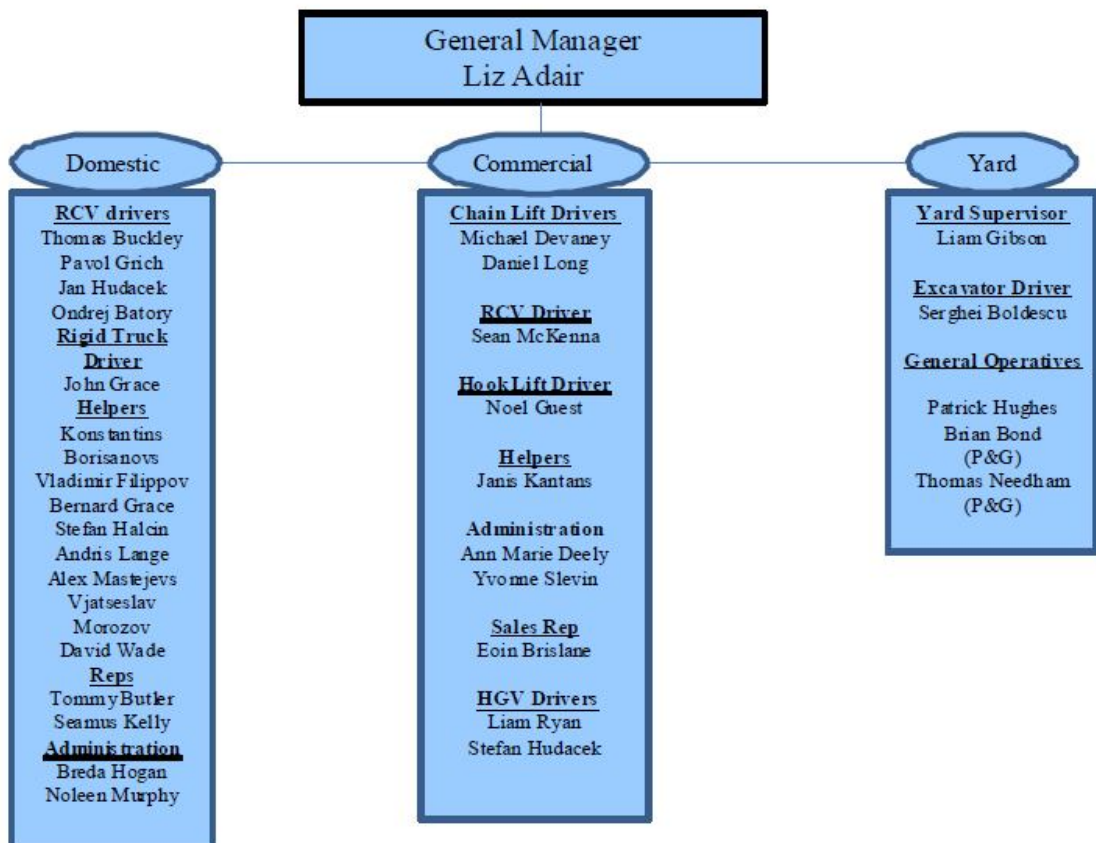 General Manager
Liz Adair
Domestic
RCV drivers
Thomas Buckley
Pavol Grich
Jan Hudacek
Ondrej Batory
Rigid Truck
Driver
John Grace
Helpers
Konstantins
Borisanovs
Vladimir Filippov
Bernard Grace
Stefan Halcin
Andris Lange
Alex Mastejevs
Vjatseslav
Morozov
David Wade
Reps
Tommy Butler
Seamus Kelly
Administration
Breda Hogan
Noleen Murphy
Commercial
Chain Lift Drivers
Michael Devaney
Daniel Long
RCV Driver
Sean McKenna
Hook Lift Driver
Noel Guest
Helpers
Janis Kantans
Administration
Ann Marie Deely
Yvonne Slevin
Sales Rep
Eoin Brislane
HGV Drivers
Liam Ryan
Stefan Hudacek
Yard
Yard Supervisor
Liam Gibson
Excavator Driver
Serghei Boldescu
General Operatives
Patrick Hughes
Brian Bond
(P&G)
Thomas Needham
(P&G)